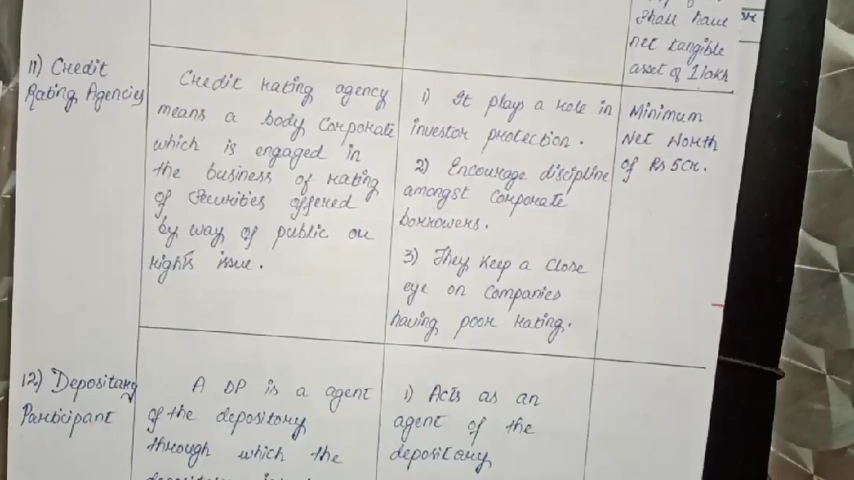 shall have
net tangible
asset of 1 lakh
11) Credit
Rating Agencies
Credit rating agency
means a body Corporate
which is engaged in
the business of rating
of Securities offered
by way of public or
rights issue.
1) It plays a role in
investor protection.
2) Encourage discipline
amongst corporate
borrowers.
3) They keep a close
eye on Companies
having poor rating.
Minimum
Net Worth
of Rs 5cr.
12) Depositary
Participant
A DP is a agent
of the depository
through which the
1) Acts as an
agent of the
depositary